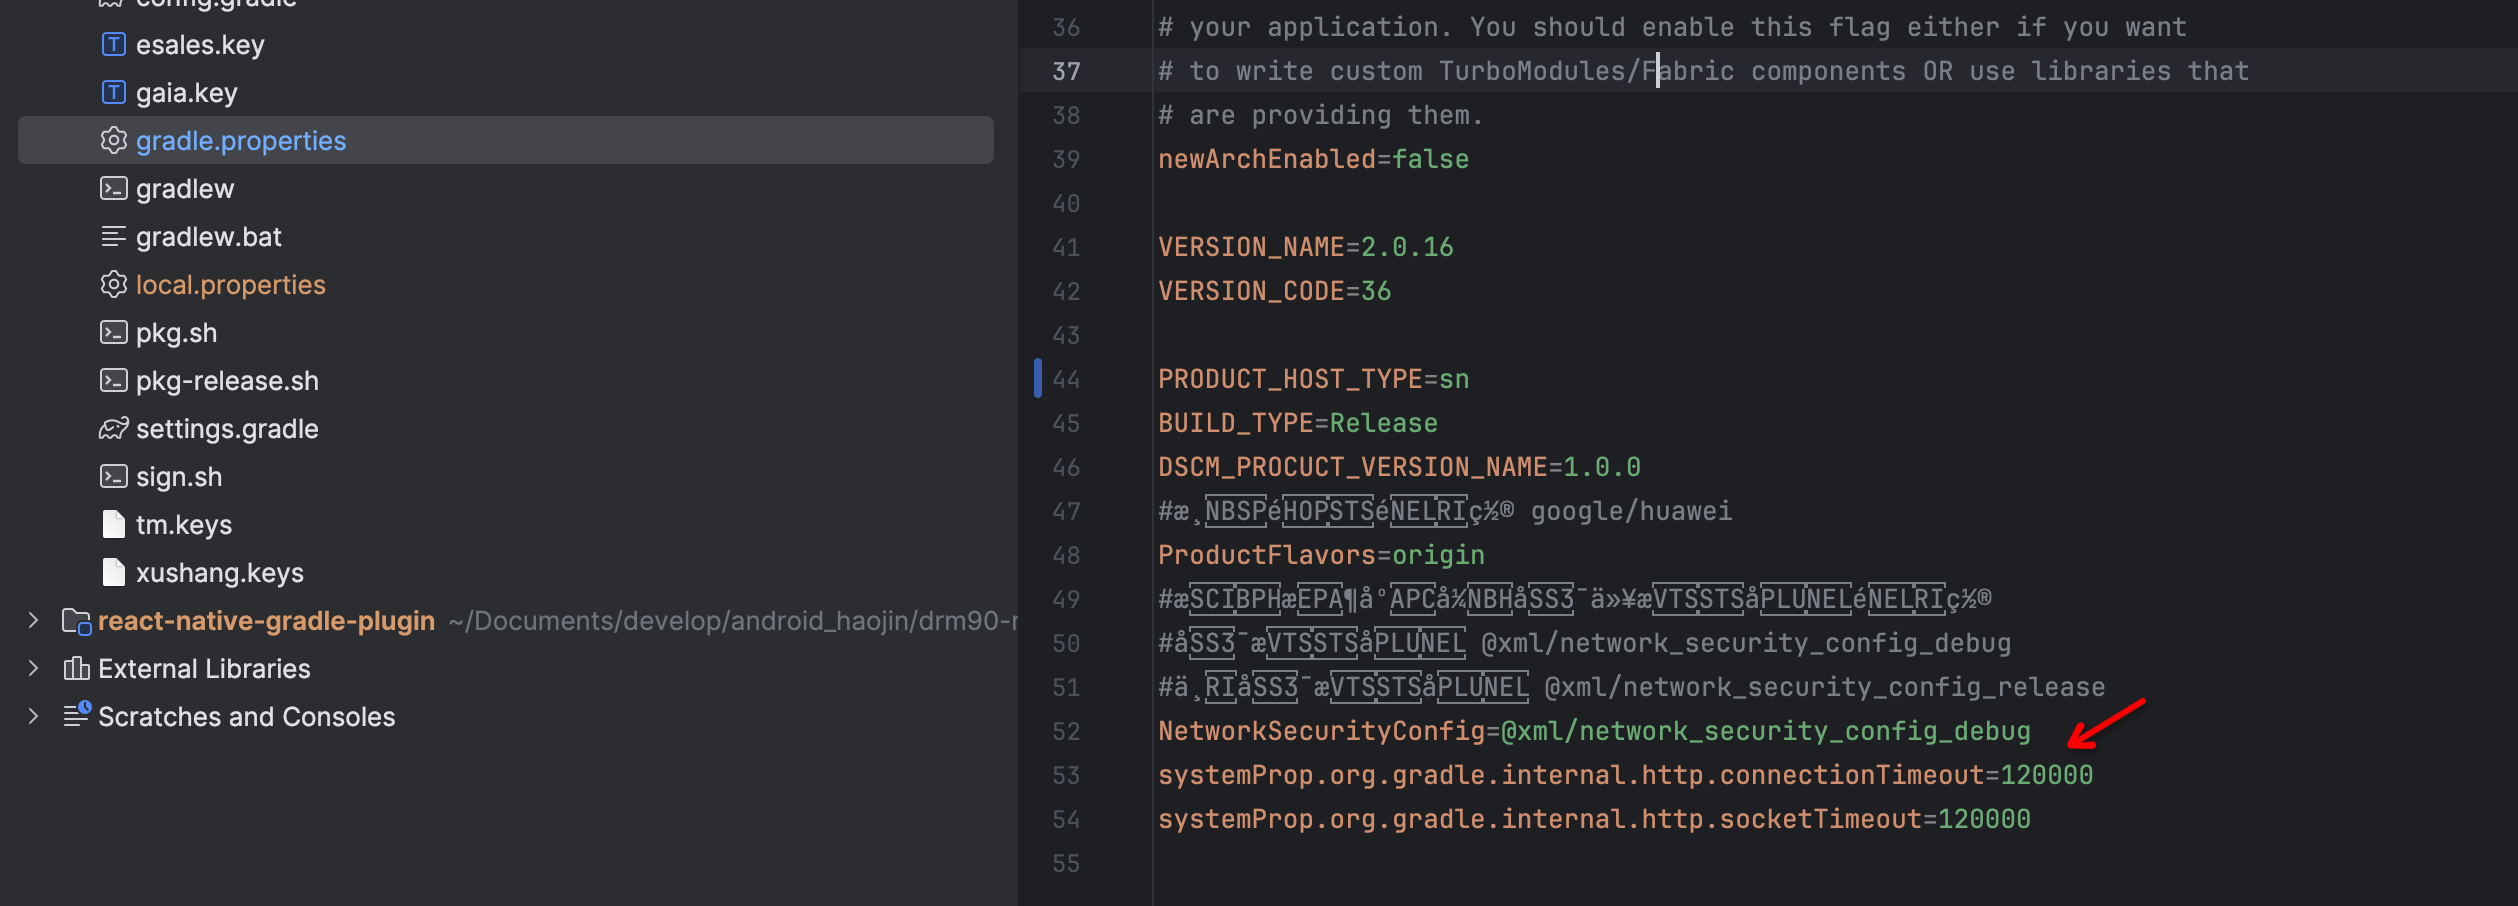 config.gradle
esales.key
gaia.key
gradle.properties
gradlew
gradlew.bat
local.properties
pkg.sh
pkg-release.sh
settings.gradle
sign.sh
tm.keys
xushang.keys
react-native-gradle-plugin ~/Documents/develop/android_haojin/drm90-r
External Libraries
Scratches and Consoles
36 # your application. You should enable this flag either if you want
37 # to write custom TurboModules/Fabric components OR use libraries that
38 # are providing them.
39 newArchEnabled=false
40
41 VERSION_NAME=2.0.16
42 VERSION_CODE=36
43
44 PRODUCT_HOST_TYPE=sn
45 BUILD_TYPE=Release
46 DSCM_PROCUCT_VERSION_NAME=1.0.0
47 #æ¸NBSPéHOPSTSéNELRIç½® google/huawei
48 ProductFlavors=origin
49 #æSCIBPHæEPA¶åºAPCå¼NBHåSS3¯ä»¥æVTSSTSåPLUNELéNELRIç½®
50 #åSS3¯æVTSSTSåPLUNEL @xml/network_security_config_debug
51 #ä¸RIåSS3¯æVTSSTSåPLUNEL @xml/network_security_config_release
52 NetworkSecurityConfig=@xml/network_security_config_debug
53 systemProp.org.gradle.internal.http.connectionTimeout=120000
54 systemProp.org.gradle.internal.http.socketTimeout=120000
55